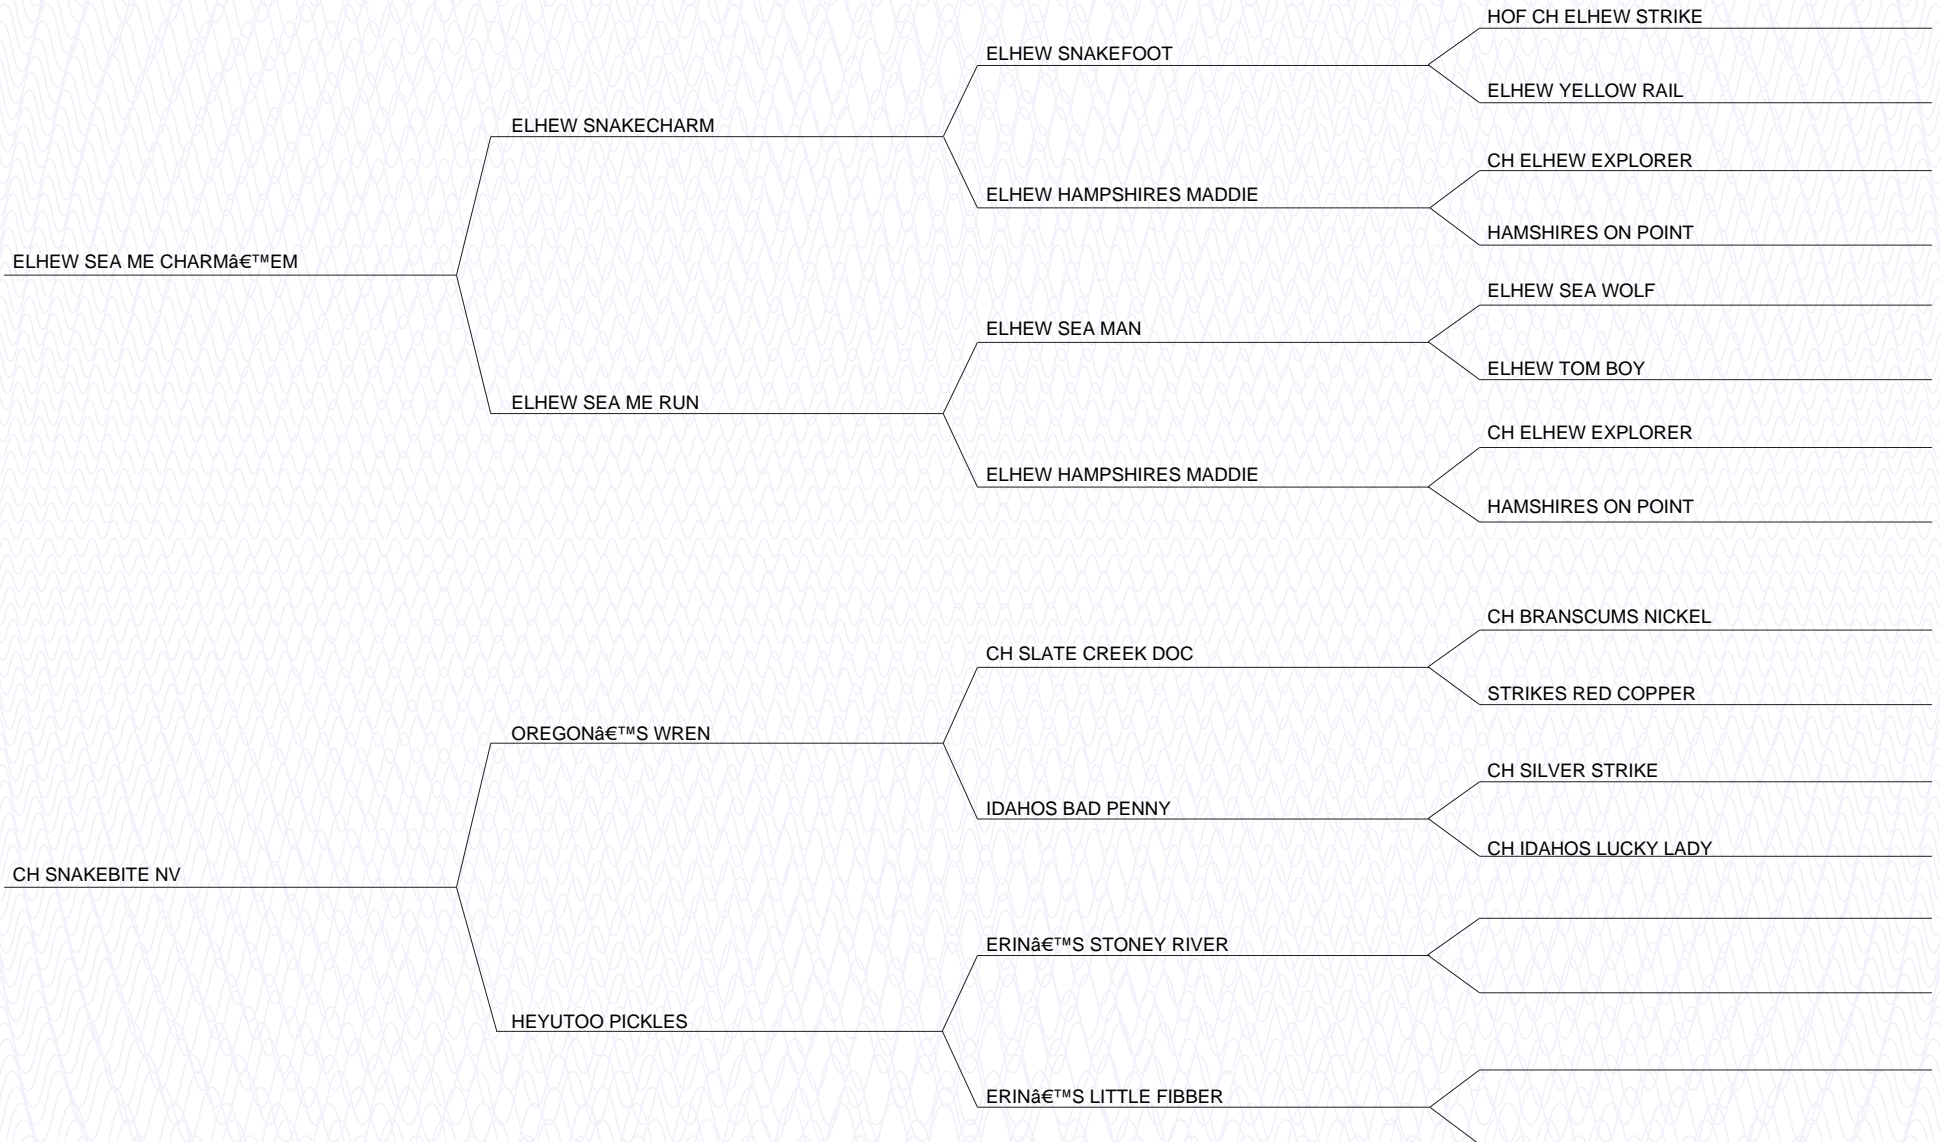 HOF CH ELHEW STRIKE
ELHEW SNAKEFOOT
ELHEW YELLOW RAIL
ELHEW SNAKECHARM
CH ELHEW EXPLORER
ELHEW HAMPSHIRES MADDIE
HAMSHIRES ON POINT
ELHEW SEA ME CHARMâ€™EM
ELHEW SEA WOLF
ELHEW SEA MAN
ELHEW TOM BOY
ELHEW SEA ME RUN
CH ELHEW EXPLORER
ELHEW HAMPSHIRES MADDIE
HAMSHIRES ON POINT
CH BRANSCUMS NICKEL
CH SLATE CREEK DOC
STRIKES RED COPPER
OREGONâ€™S WREN
CH SILVER STRIKE
IDAHOS BAD PENNY
CH IDAHOS LUCKY LADY
CH SNAKEBITE NV
ERINâ€™S STONEY RIVER
HEYUTOO PICKLES
ERINâ€™S LITTLE FIBBER